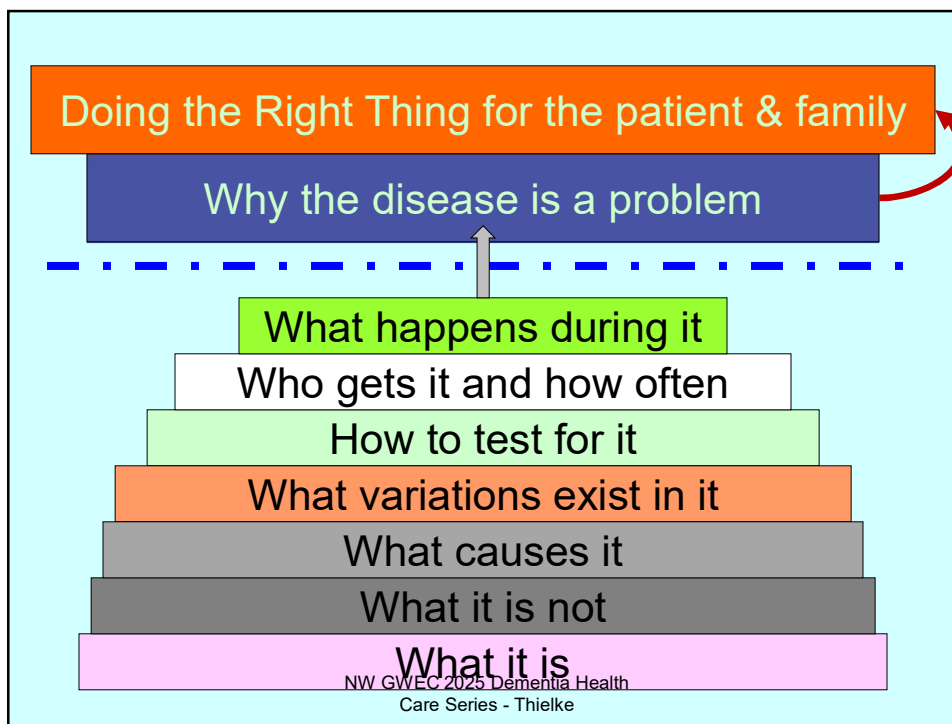 Doing the Right Thing for the patient & family
Why the disease is a problem
What happens during it
Who gets it and how often
How to test for it
What variations exist in it
What causes it
What it is not
What it is
NW GWEC 2025 Dementia Health
Care Series - Thielke